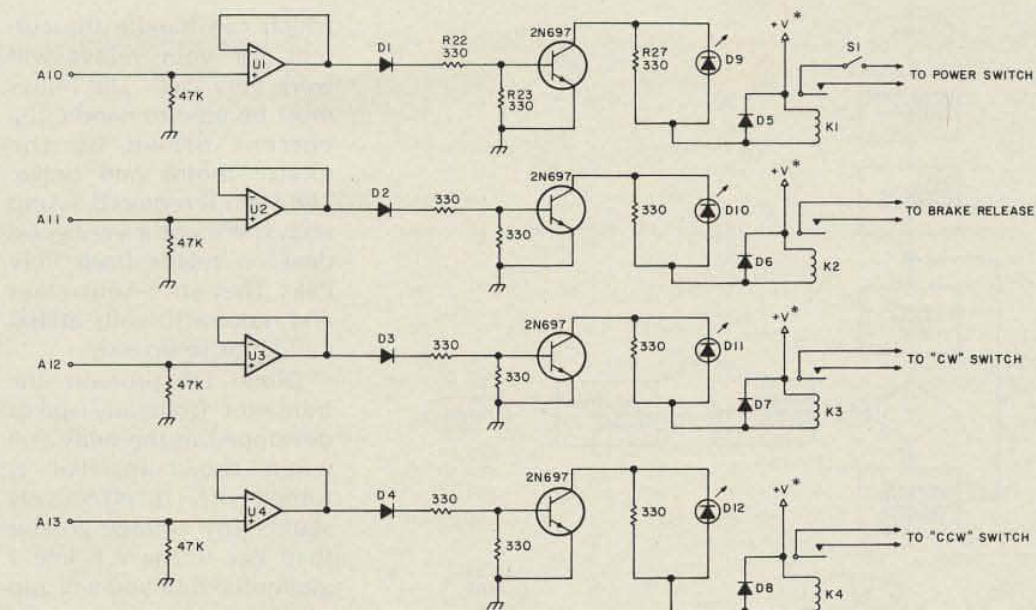 A10
47K
-
+
U1
D1
R22
330
R23
330
2N697
R27
330
D9
+V*
S1
TO POWER SWITCH
D5
K1
A11
47K
-
+
U2
D2
330
330
2N697
330
D10
+V*
TO BRAKE RELEASE
D6
K2
A12
47K
-
+
U3
D3
330
330
2N697
330
D11
+V*
TO "CW" SWITCH
D7
K3
A13
47K
-
+
U4
D4
330
330
2N697
330
D12
+V*
TO "CCW" SWITCH
D8
K4